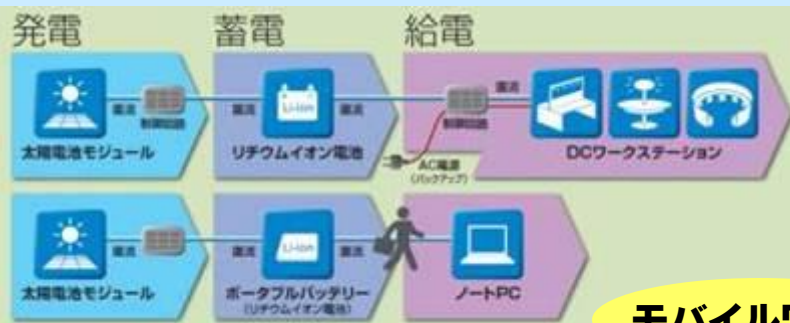 発電 蓄電 給電
直流 直流 直流 直流
制御回路 制御回路
太陽電池モジュール リチウムイオン電池 DCワークステーション
Li-ion
AC電源
(バックアップ)
直流 直流 直流
Li-ion
太陽電池モジュール ポータブルバッテリー ノートPC
(リチウムイオン電池)
モバイル